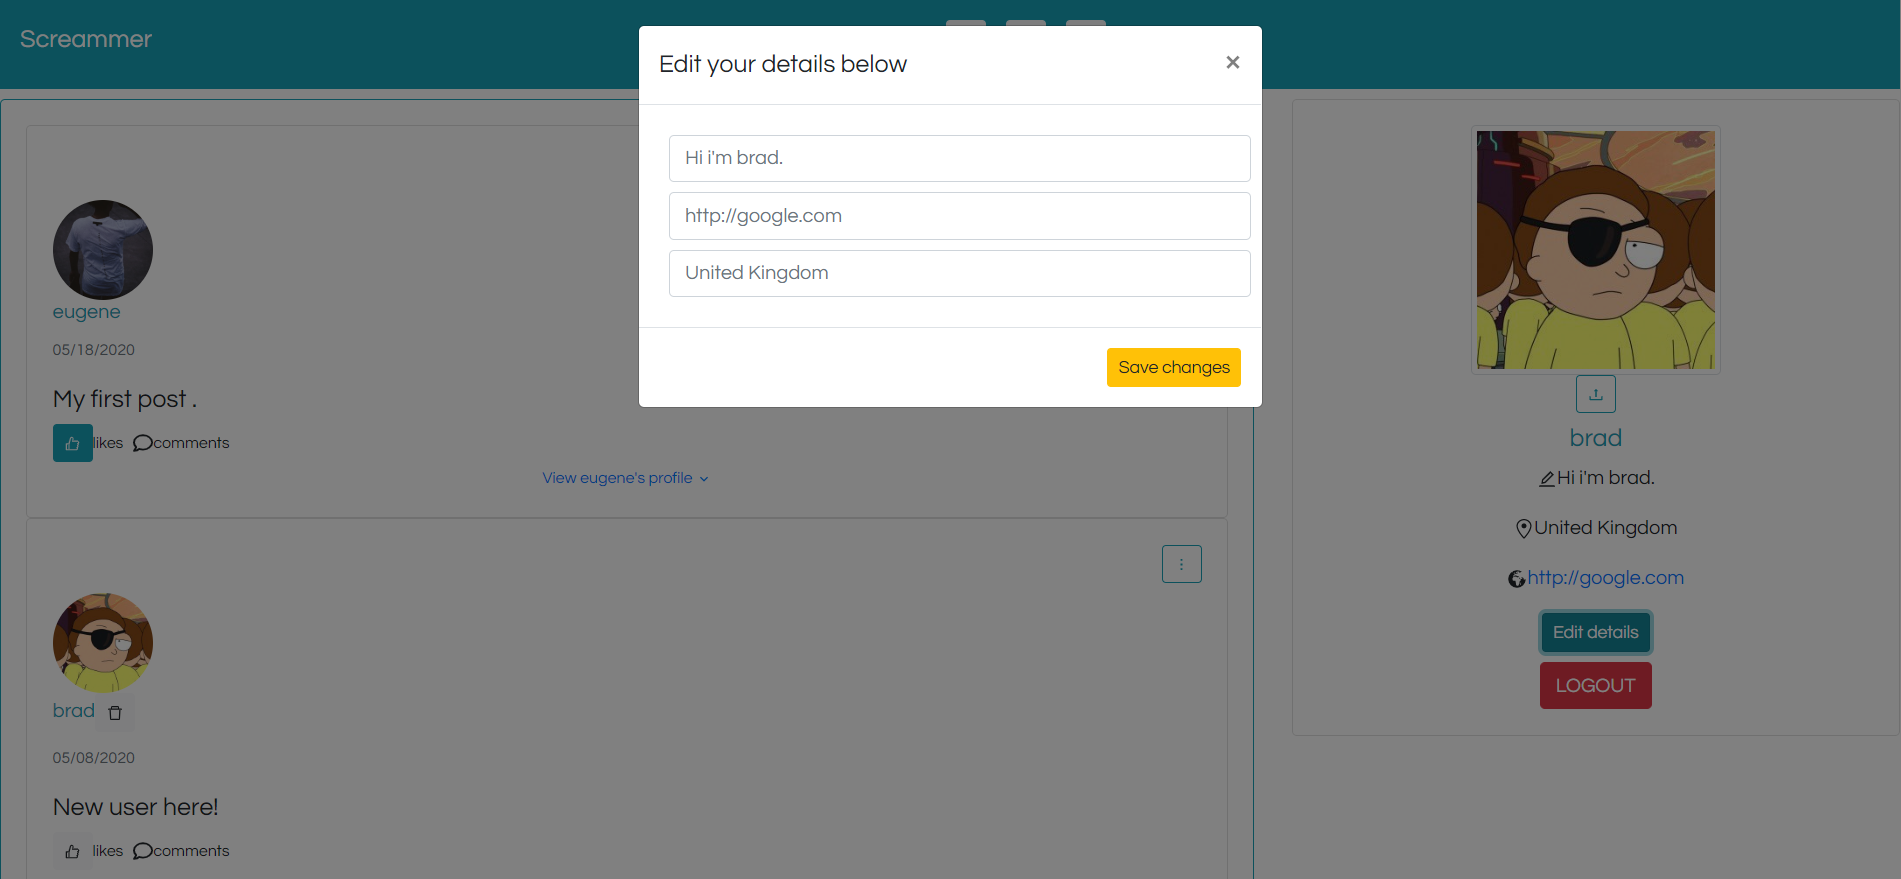 Screammer
Edit your details below
×
Hi i'm brad.
http://google.com
United Kingdom
Save changes
eugene
05/18/2020
My first post .
likes comments
View eugene's profile
brad
05/08/2020
New user here!
likes comments
brad
Hi i'm brad.
United Kingdom
http://google.com
Edit details
LOGOUT